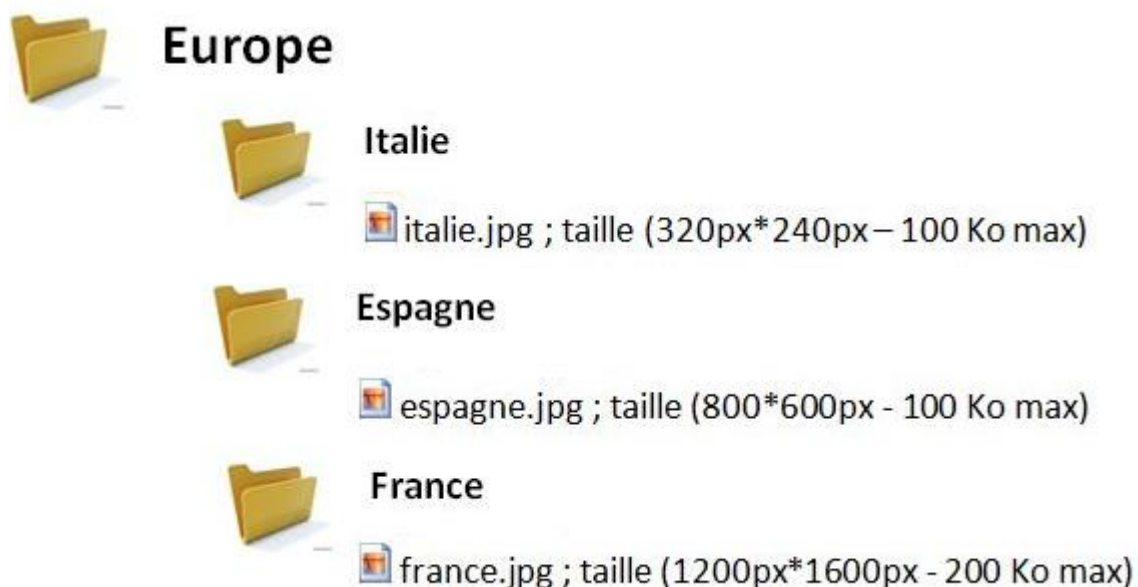 Europe
Italie
italie.jpg ; taille (320px*240px – 100 Ko max)
Espagne
espagne.jpg ; taille (800*600px - 100 Ko max)
France
france.jpg ; taille (1200px*1600px - 200 Ko max)